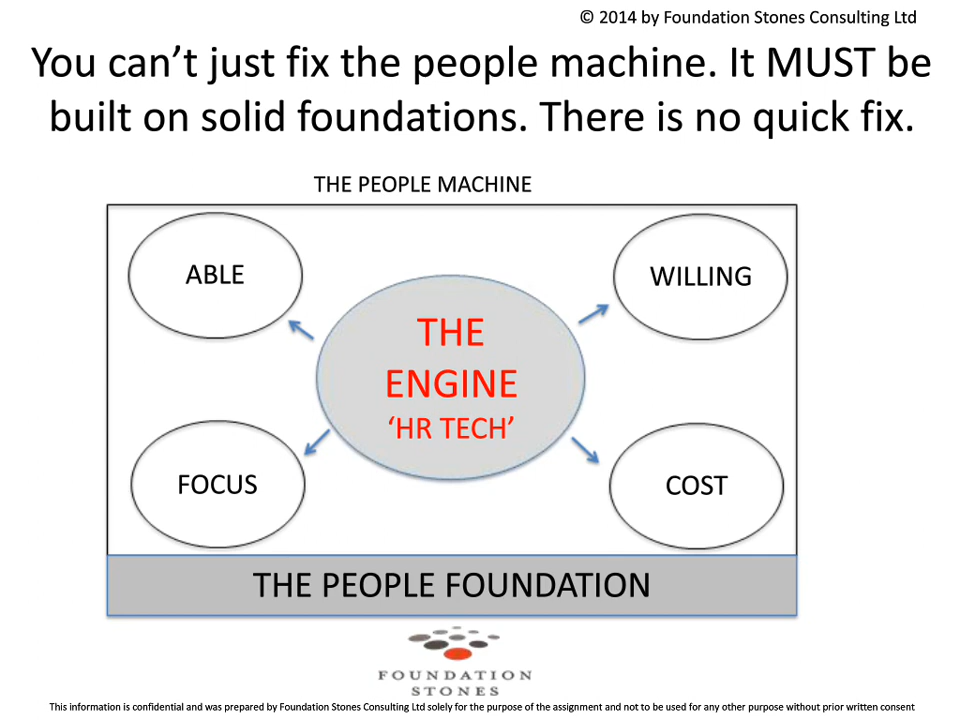 © 2014 by Foundation Stones Consulting Ltd
You can’t just fix the people machine. It MUST be
built on solid foundations. There is no quick fix.
THE PEOPLE MACHINE
ABLE
WILLING
THE
ENGINE
‘HR TECH’
FOCUS
COST
THE PEOPLE FOUNDATION
FOUNDATION
STONES
This information is confidential and was prepared by Foundation Stones Consulting Ltd solely for the purpose of the assignment and not to be used for any other purpose without prior written consent